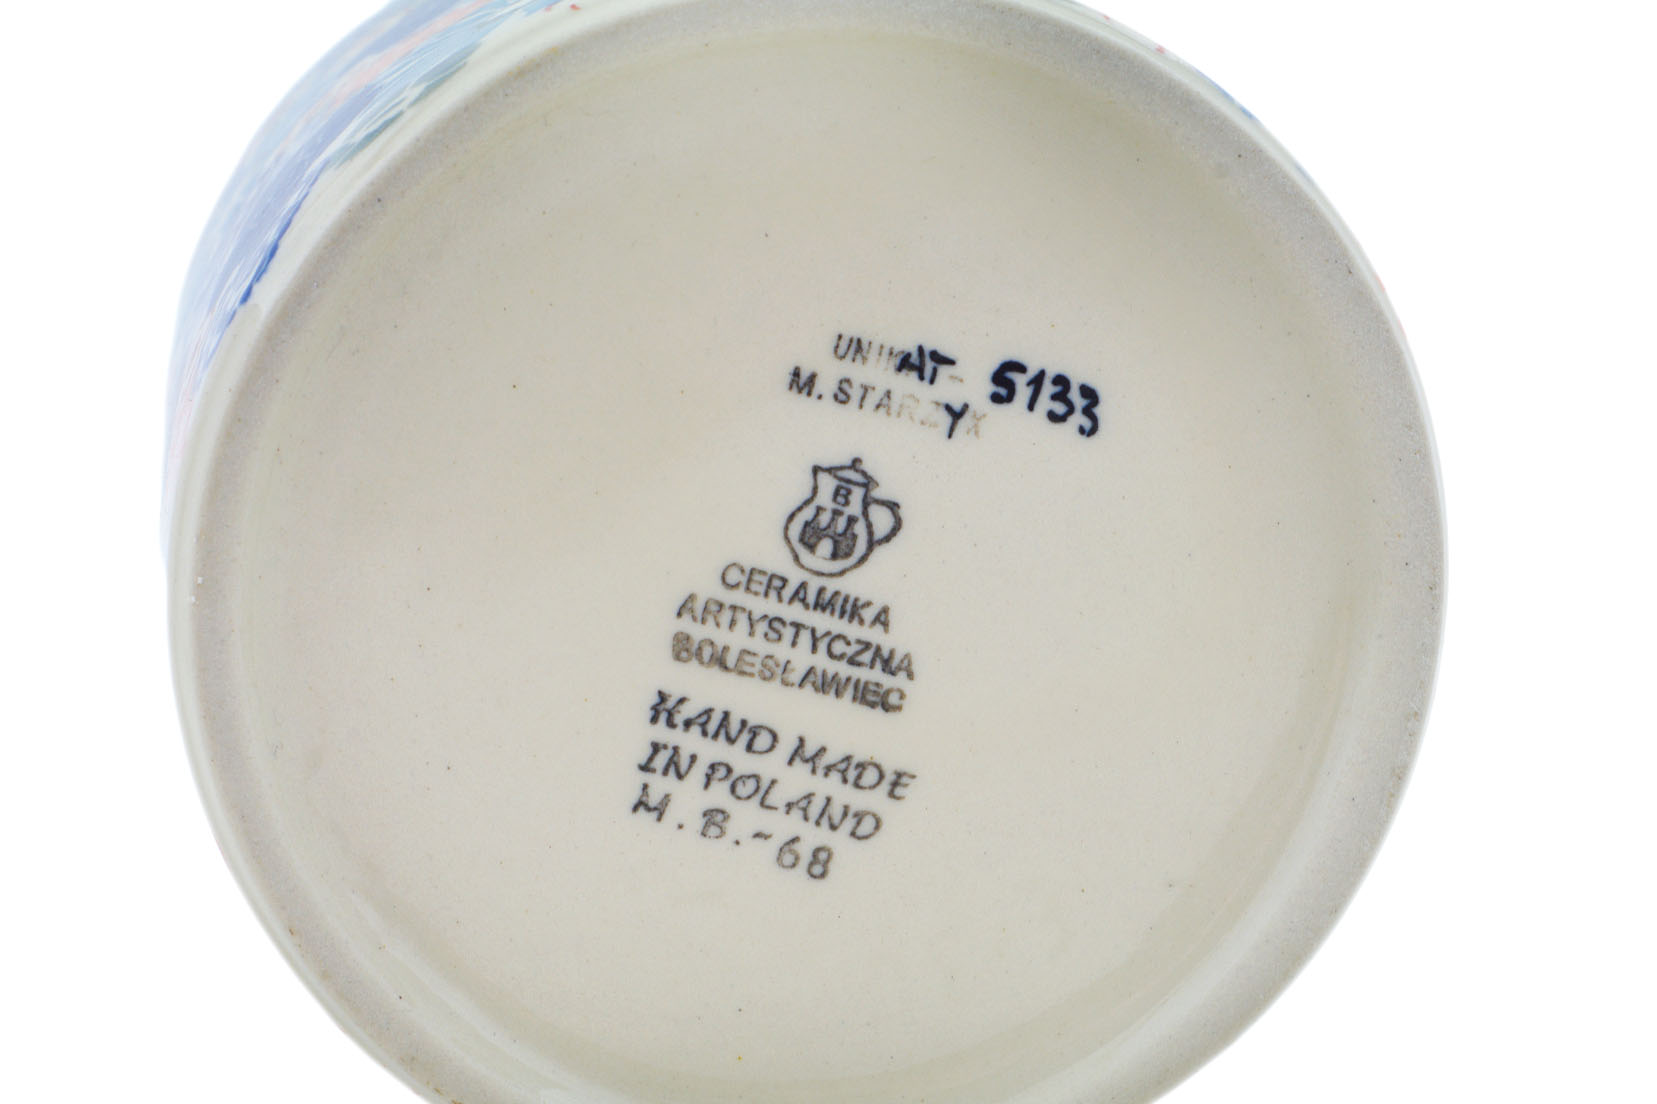 UNIKAT- 5133
M. STARZYK
B
CERAMIKA
ARTYSTYCZNA
BOLESŁAWIEC
HAND MADE
IN POLAND
M.B.-68